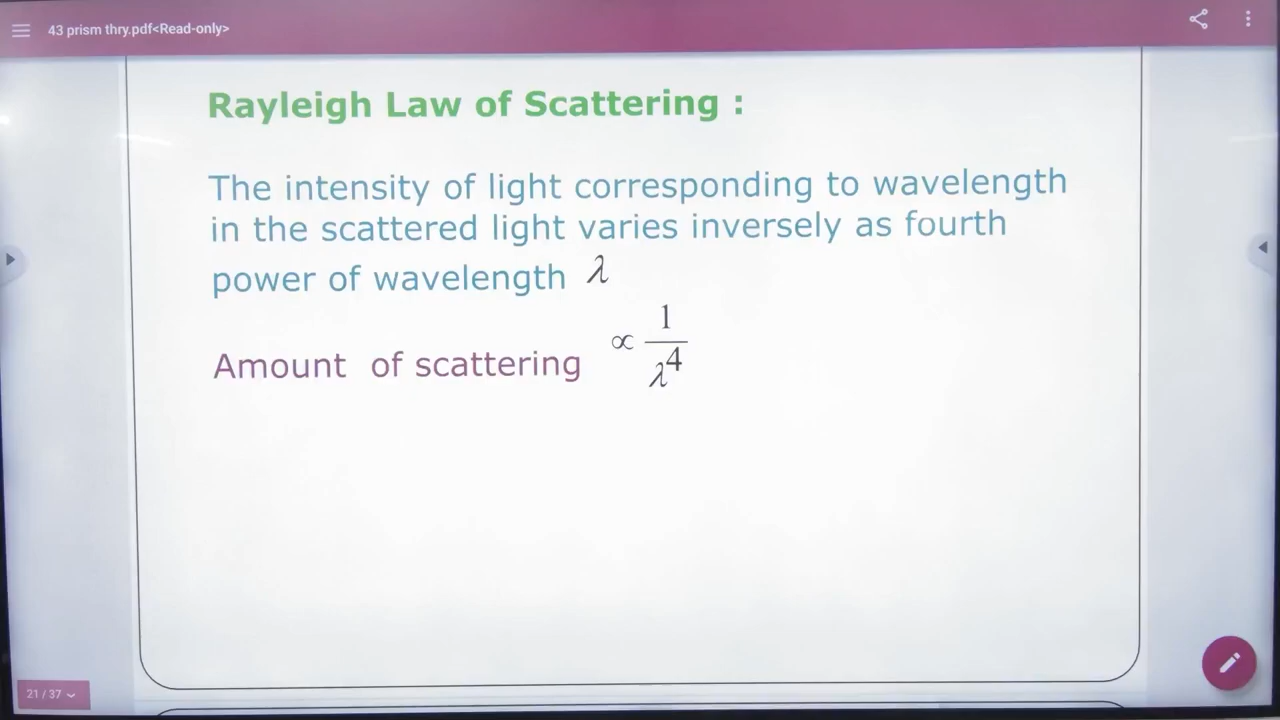 43 prism thry.pdf<Read-only>
Rayleigh Law of Scattering :
The intensity of light corresponding to wavelength
in the scattered light varies inversely as fourth
power of wavelength λ
Amount of scattering ∝ 1/λ⁴
21 / 37